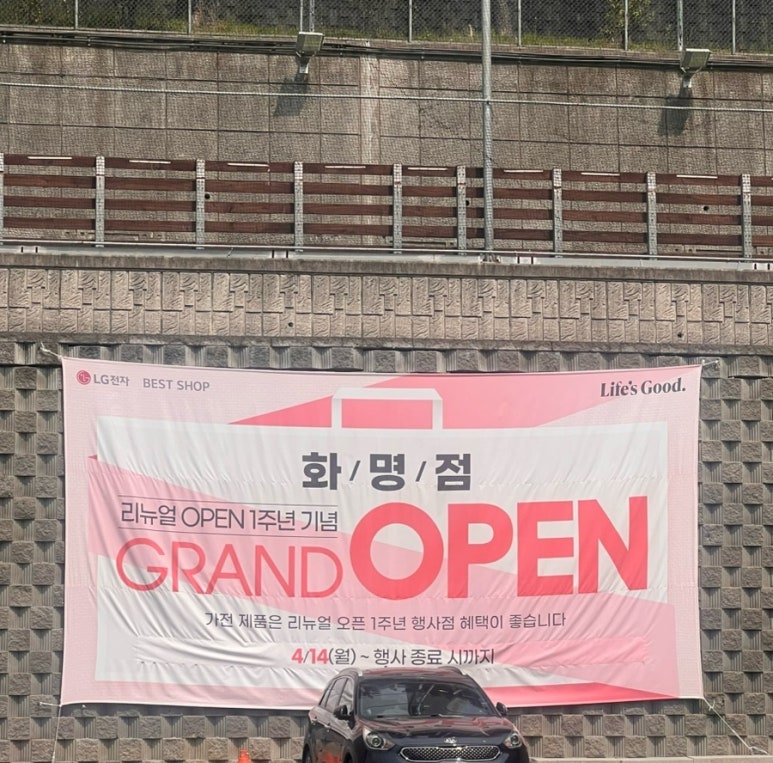 LG전자 BEST SHOP
Life's Good.
화/명/점
리뉴얼 OPEN 1주년 기념
GRAND OPEN
가전 제품은 리뉴얼 오픈 1주년 행사점 혜택이 좋습니다
4/14(월) ~ 행사 종료 시까지